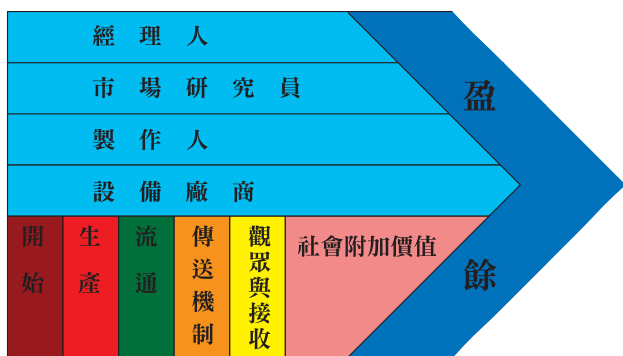 經理人
市場研究員
製作人
設備廠商
開始
生產
流通
傳送機制
觀眾與接收
社會附加價值
盈餘